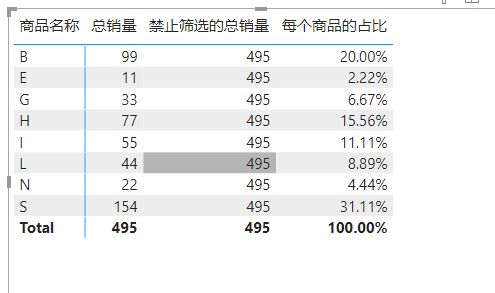 商品名称 总销量 禁止筛选的总销量 每个商品的占比
B 99 495 20.00%
E 11 495 2.22%
G 33 495 6.67%
H 77 495 15.56%
I 55 495 11.11%
L 44 495 8.89%
N 22 495 4.44%
S 154 495 31.11%
Total 495 495 100.00%